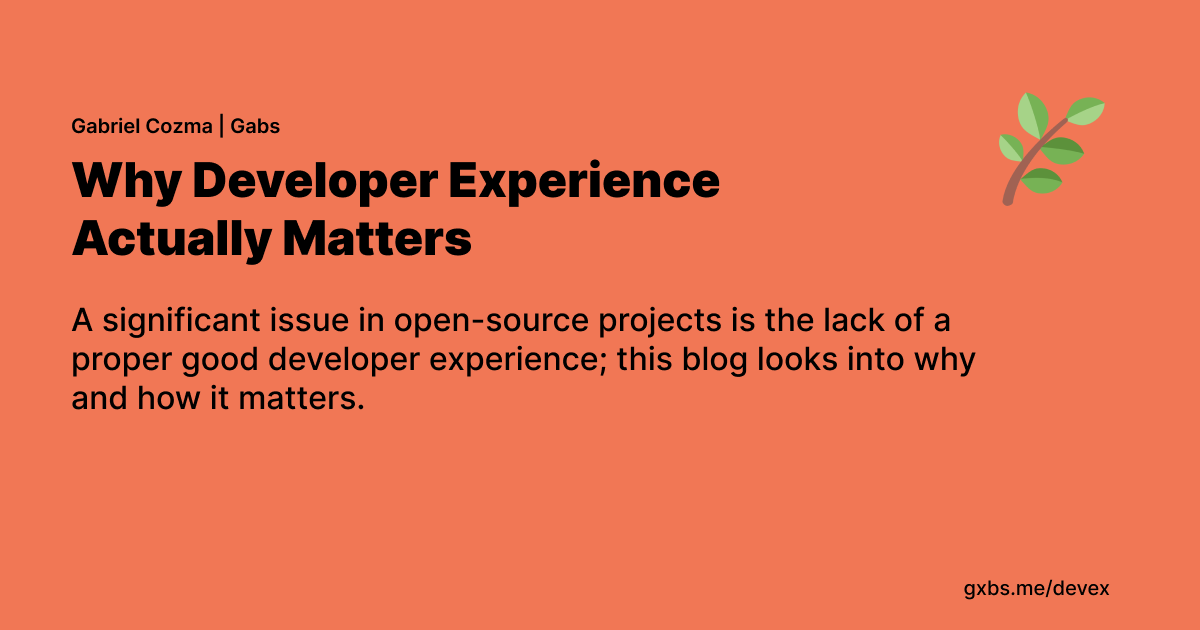 Gabriel Cozma | Gabs
Why Developer Experience
Actually Matters
A significant issue in open-source projects is the lack of a
proper good developer experience; this blog looks into why
and how it matters.
gxbs.me/devex